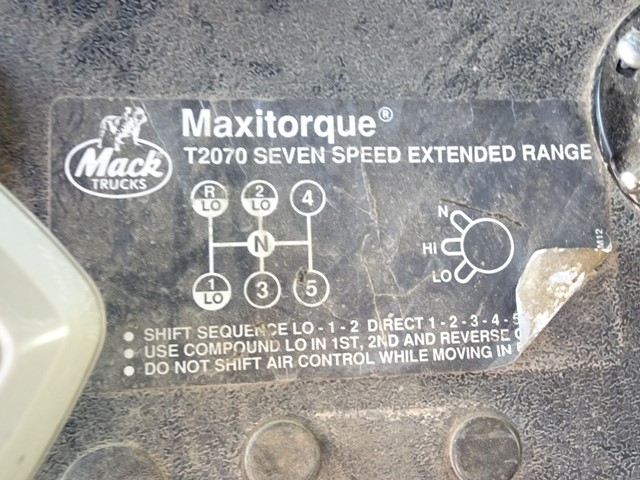 Maxitorque®
Mack
TRUCKS
T2070 SEVEN SPEED EXTENDED RANGE
R 2 4
LO LO
N
N
HI
LO
1 3 5
LO
M12
• SHIFT SEQUENCE LO - 1 - 2 DIRECT 1 - 2 - 3 - 4 - 5
• USE COMPOUND LO IN 1ST, 2ND AND REVERSE
• DO NOT SHIFT AIR CONTROL WHILE MOVING IN